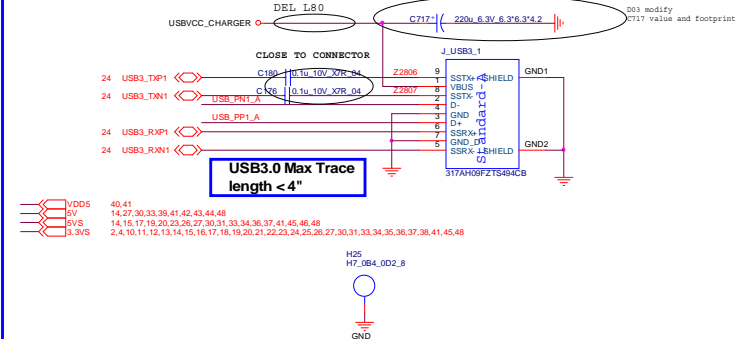 DEL L80
D03 modify
C717 value and footprint
USBVCC_CHARGER
C717 + 220u_6.3V_6.3*6.3*4.2
CLOSE TO CONNECTOR
J_USB3_1
24 USB3_TXP1 C180 0.1u_10V_X7R_04 Z2806 9 SSTX+ SHIELD GND1
1 VBUS
24 USB3_TXN1 C176 0.1u_10V_X7R_04 Z2807 8 SSTX-
USB_PN1_A 2 D-
4 GND
USB_PP1_A 3 D+
24 USB3_RXP1 6 SSRX+
7 GND_D
24 USB3_RXN1 5 SSRX- SHIELD GND2
Standard-A
317AH09FZTS494CB
USB3.0 Max Trace
length < 4"
VDD5 40,41
5V 14,27,30,33,39,41,42,43,44,48
5VS 14,15,17,19,20,23,26,27,30,31,33,34,36,37,41,45,46,48
3.3VS 2,4,10,11,12,13,14,15,16,17,18,19,20,21,22,23,24,25,26,27,30,31,33,34,35,36,37,38,41,45,48
H25
H7_0B4_0D2_8
GND